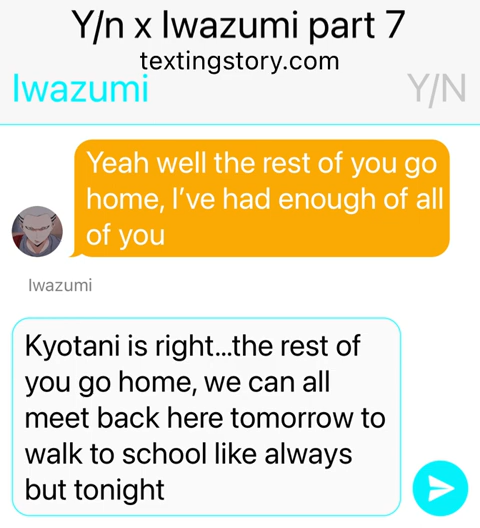 Y/n x Iwazumi part 7
textingstory.com
Iwazumi
Y/N
Yeah well the rest of you go
home, I've had enough of all
of you
Iwazumi
Kyotani is right...the rest of
you go home, we can all
meet back here tomorrow to
walk to school like always
but tonight